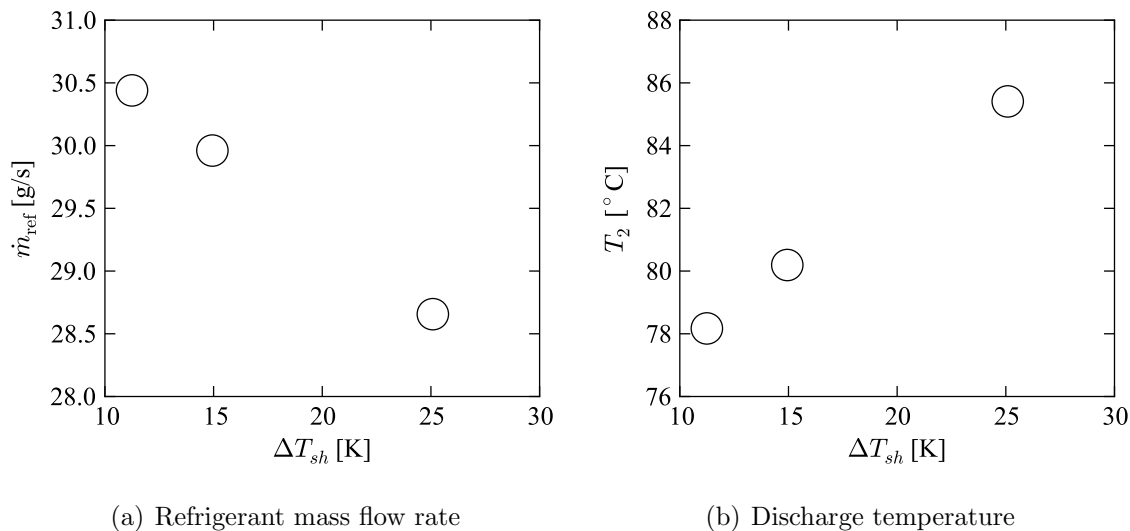 31.0
30.5
30.0
29.5
29.0
28.5
28.0
10 15 20 25 30
ṁref [g/s]
ΔTsh [K]
(a) Refrigerant mass flow rate
88
86
84
82
80
78
76
10 15 20 25 30
T2 [°C]
ΔTsh [K]
(b) Discharge temperature